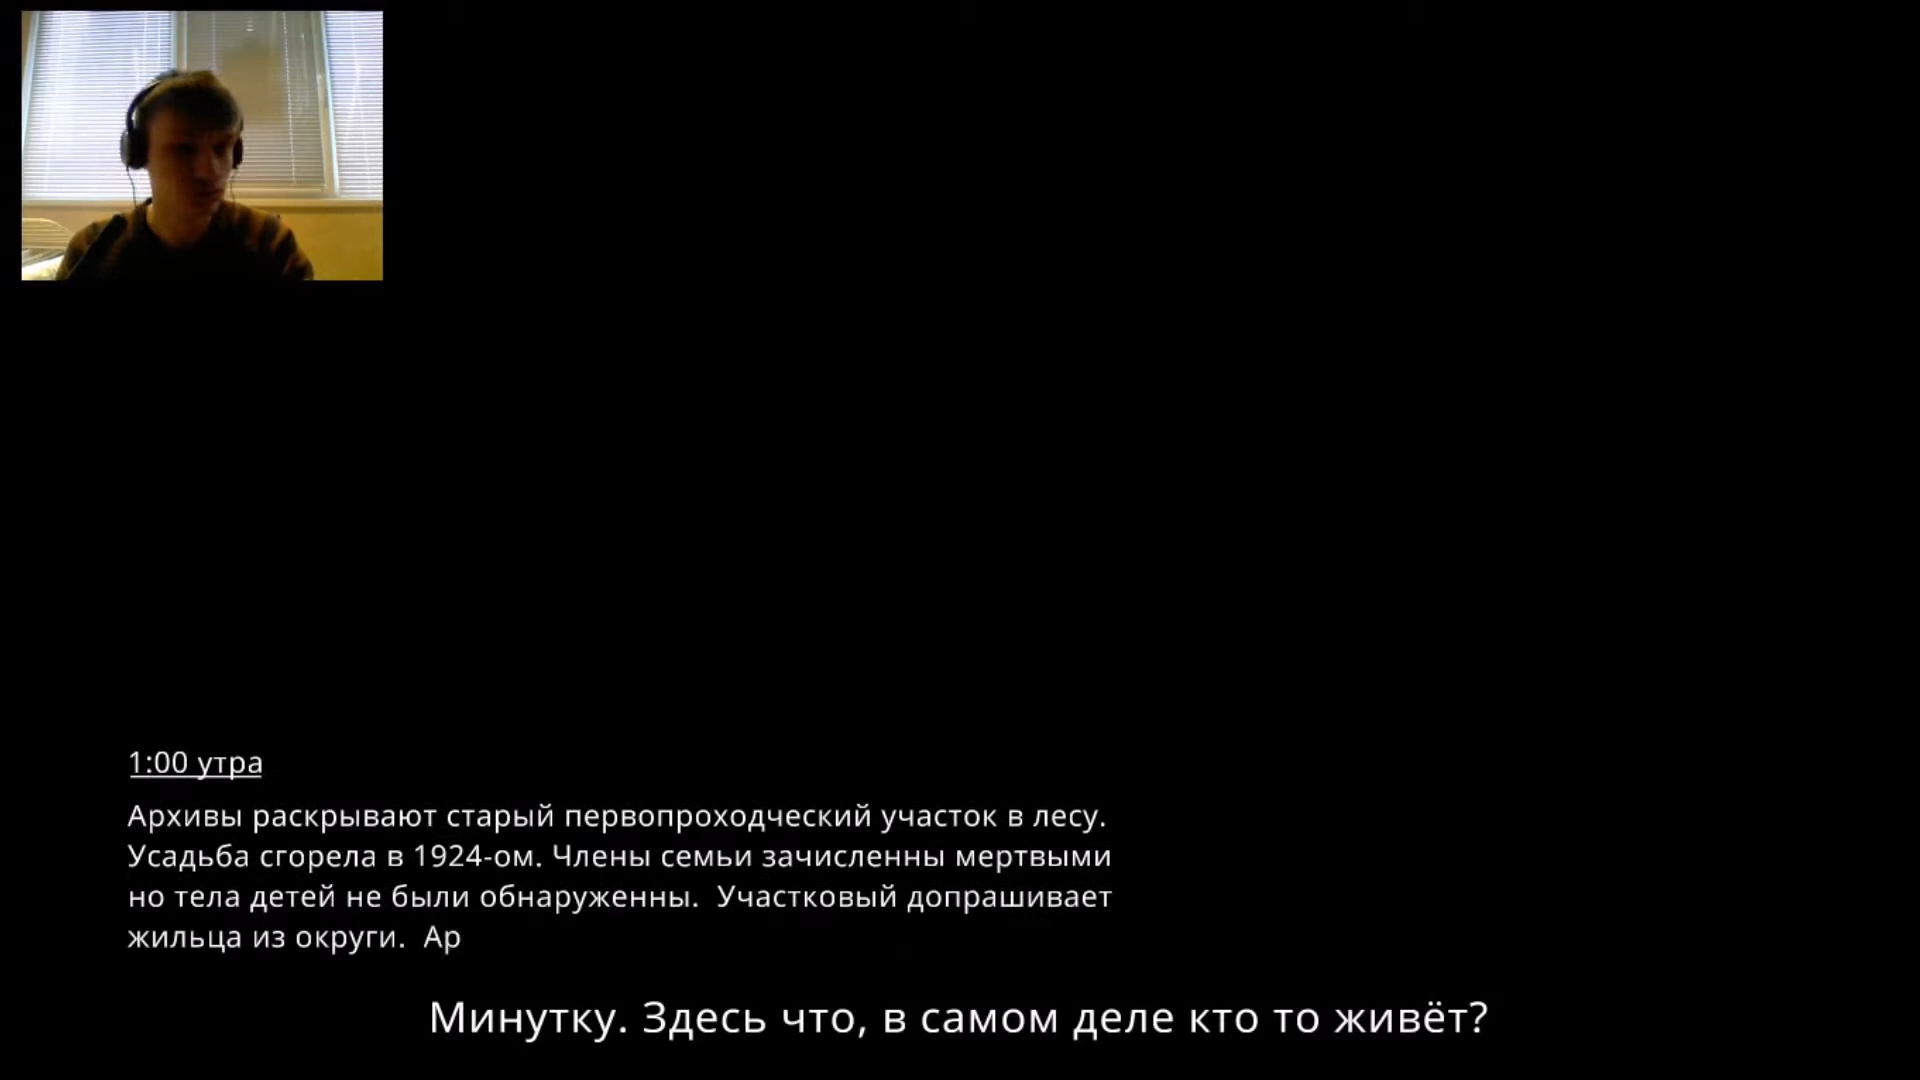 1:00 утра
Архивы раскрывают старый первопроходческий участок в лесу.
Усадьба сгорела в 1924-ом. Члены семьи зачисленны мертвыми
но тела детей не были обнаруженны.  Участковый допрашивает
жильца из округи.  Ар
Минутку. Здесь что, в самом деле кто то живёт?